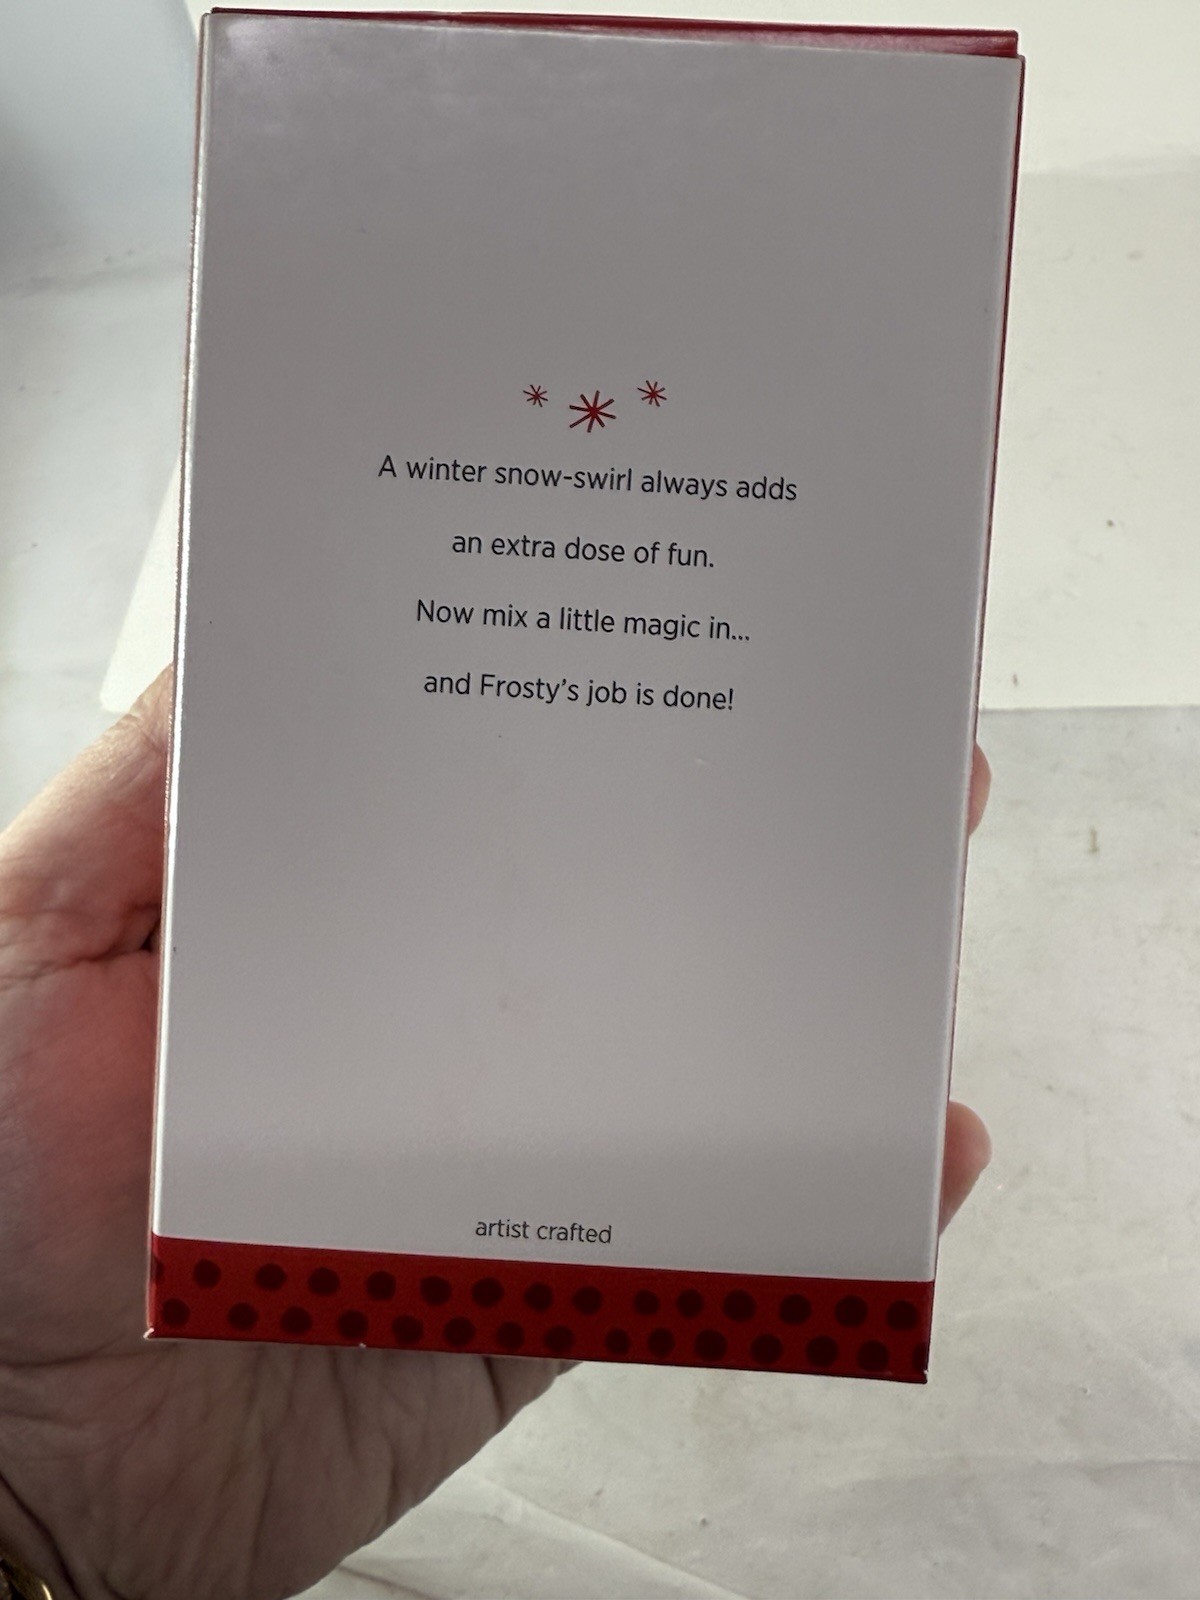 A winter snow-swirl always adds
an extra dose of fun.
Now mix a little magic in...
and Frosty's job is done!
artist crafted